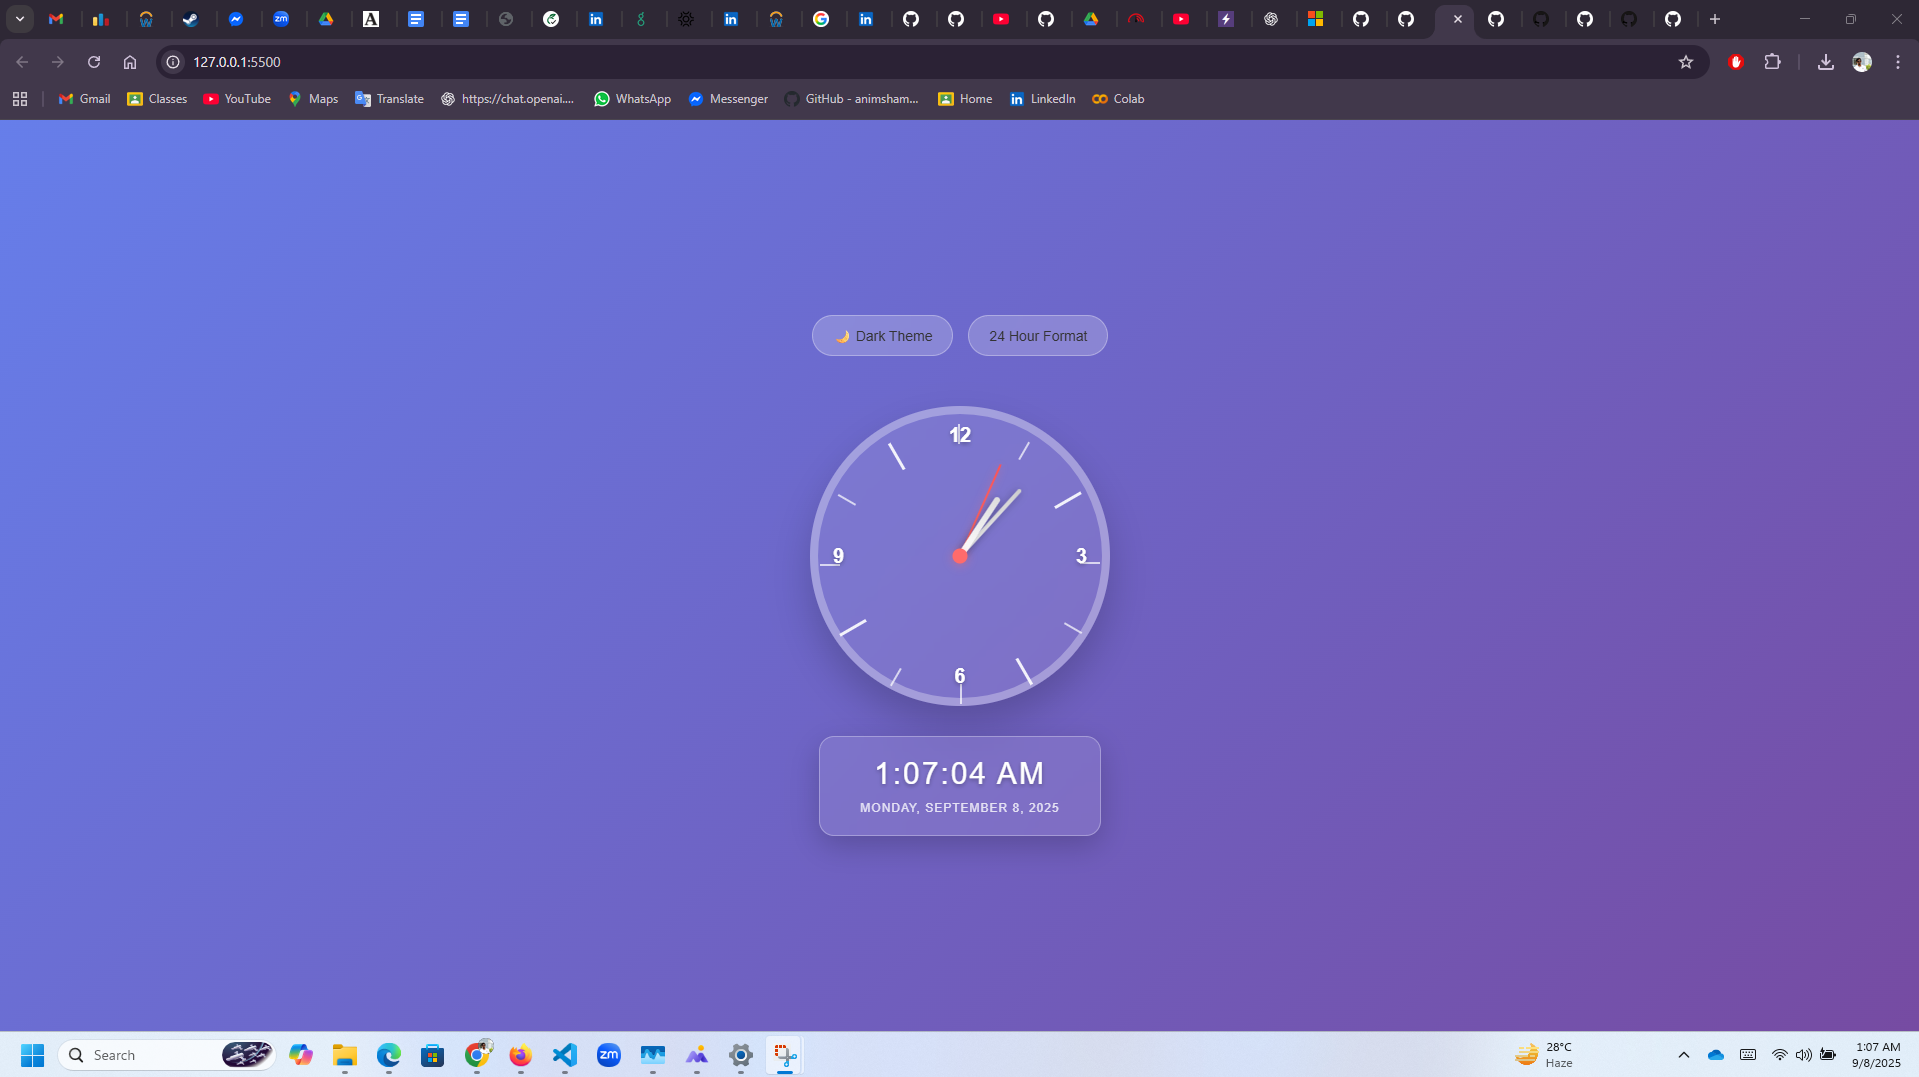 127.0.0.1:5500
Gmail
Classes
YouTube
Maps
Translate
https://chat.openai....
WhatsApp
Messenger
GitHub - animsham...
Home
LinkedIn
Colab
🌙 Dark Theme
24 Hour Format
12
9
3
6
1:07:04 AM
MONDAY, SEPTEMBER 8, 2025
Search
28°C
Haze
1:07 AM
9/8/2025